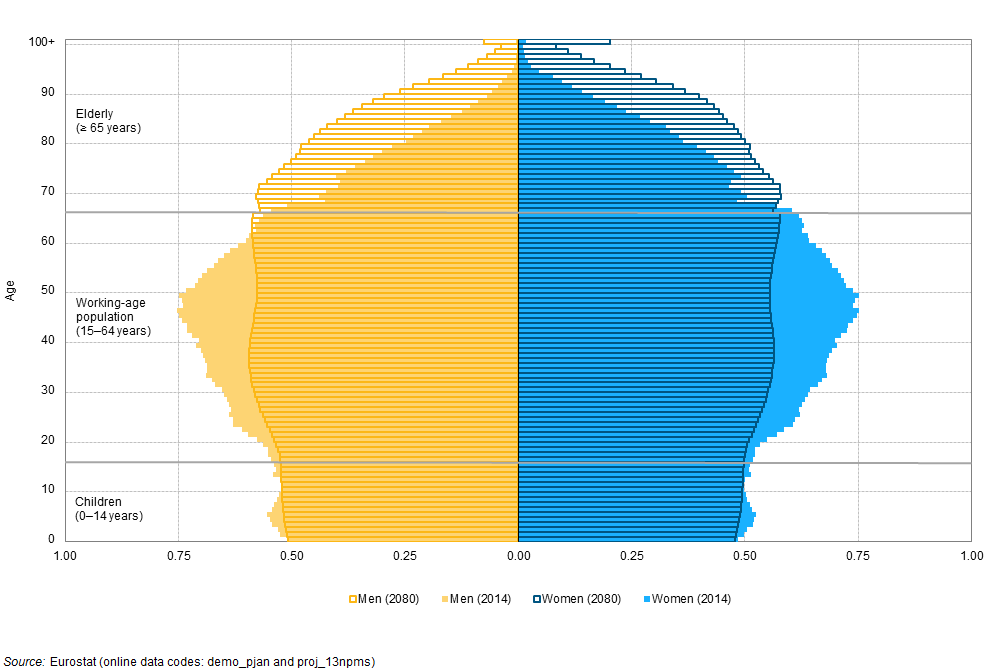 100+
90
Elderly
(≥ 65 years)
80
70
60
50
Age
Working-age
population
(15–64 years)
40
30
20
10
Children
(0–14 years)
0
1.00 0.75 0.50 0.25 0.00 0.25 0.50 0.75 1.00
Men (2080) Men (2014) Women (2080) Women (2014)
Source: Eurostat (online data codes: demo_pjan and proj_13npms)